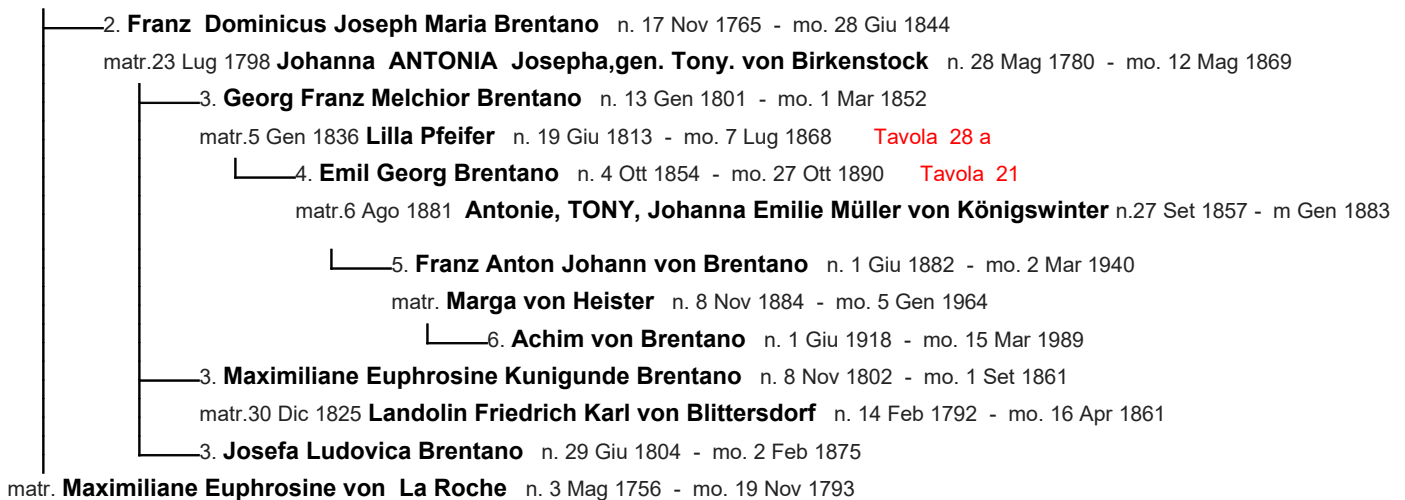 2. Franz Dominicus Joseph Maria Brentano n. 17 Nov 1765 - mo. 28 Giu 1844
matr.23 Lug 1798 Johanna ANTONIA Josepha,gen. Tony. von Birkenstock n. 28 Mag 1780 - mo. 12 Mag 1869
3. Georg Franz Melchior Brentano n. 13 Gen 1801 - mo. 1 Mar 1852
matr.5 Gen 1836 Lilla Pfeifer n. 19 Giu 1813 - mo. 7 Lug 1868 Tavola 28 a
4. Emil Georg Brentano n. 4 Ott 1854 - mo. 27 Ott 1890 Tavola 21
matr.6 Ago 1881 Antonie, TONY, Johanna Emilie Müller von Königswinter n.27 Set 1857 - m Gen 1883
5. Franz Anton Johann von Brentano n. 1 Giu 1882 - mo. 2 Mar 1940
matr. Marga von Heister n. 8 Nov 1884 - mo. 5 Gen 1964
6. Achim von Brentano n. 1 Giu 1918 - mo. 15 Mar 1989
3. Maximiliane Euphrosine Kunigunde Brentano n. 8 Nov 1802 - mo. 1 Set 1861
matr.30 Dic 1825 Landolin Friedrich Karl von Blittersdorf n. 14 Feb 1792 - mo. 16 Apr 1861
3. Josefa Ludovica Brentano n. 29 Giu 1804 - mo. 2 Feb 1875
matr. Maximiliane Euphrosine von La Roche n. 3 Mag 1756 - mo. 19 Nov 1793